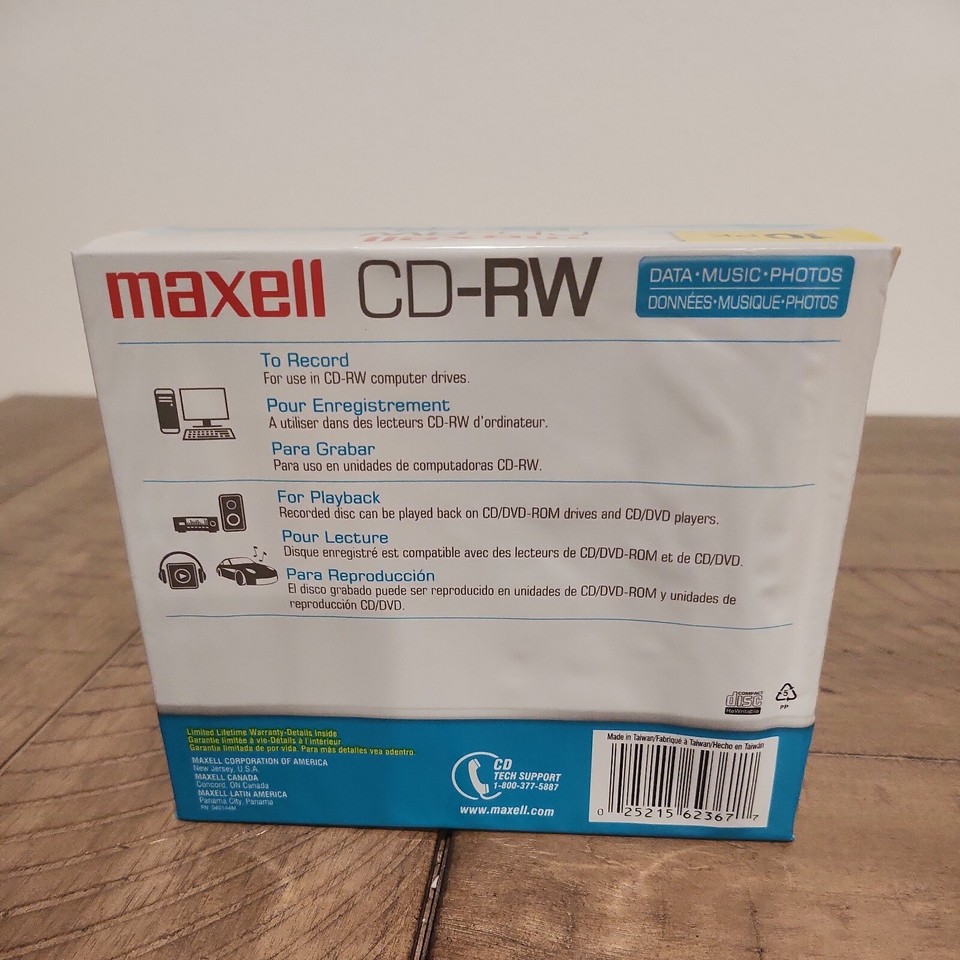 maxell
10 PK
maxell CD-RW
DATA•MUSIC•PHOTOS
DONNÉES•MUSIQUE•PHOTOS
To Record
For use in CD-RW computer drives.
Pour Enregistrement
A utiliser dans des lecteurs CD-RW d'ordinateur.
Para Grabar
Para uso en unidades de computadoras CD-RW.
For Playback
Recorded disc can be played back on CD/DVD-ROM drives and CD/DVD players.
Pour Lecture
Disque enregistré est compatible avec des lecteurs de CD/DVD-ROM et de CD/DVD.
Para Reproducción
El disco grabado puede ser reproducido en unidades de CD/DVD-ROM y unidades de
reproducción CD/DVD.
COMPACT
disc
ReWritable
5
PP
Limited Lifetime Warranty-Details Inside
Garantie limitée à vie-Détails à l'intérieur
Garantia limitada de por vida. Para más detalles vea adentro.
MAXELL CORPORATION OF AMERICA
New Jersey, U.S.A.
MAXELL CANADA
Concord, ON Canada
MAXELL LATIN AMERICA
Panama City, Panama
CD
TECH SUPPORT
1-800-377-5887
www.maxell.com
Made in Taiwan/Fabriqué à Taiwan/Hecho en Taiwán
0 25215 62367 7